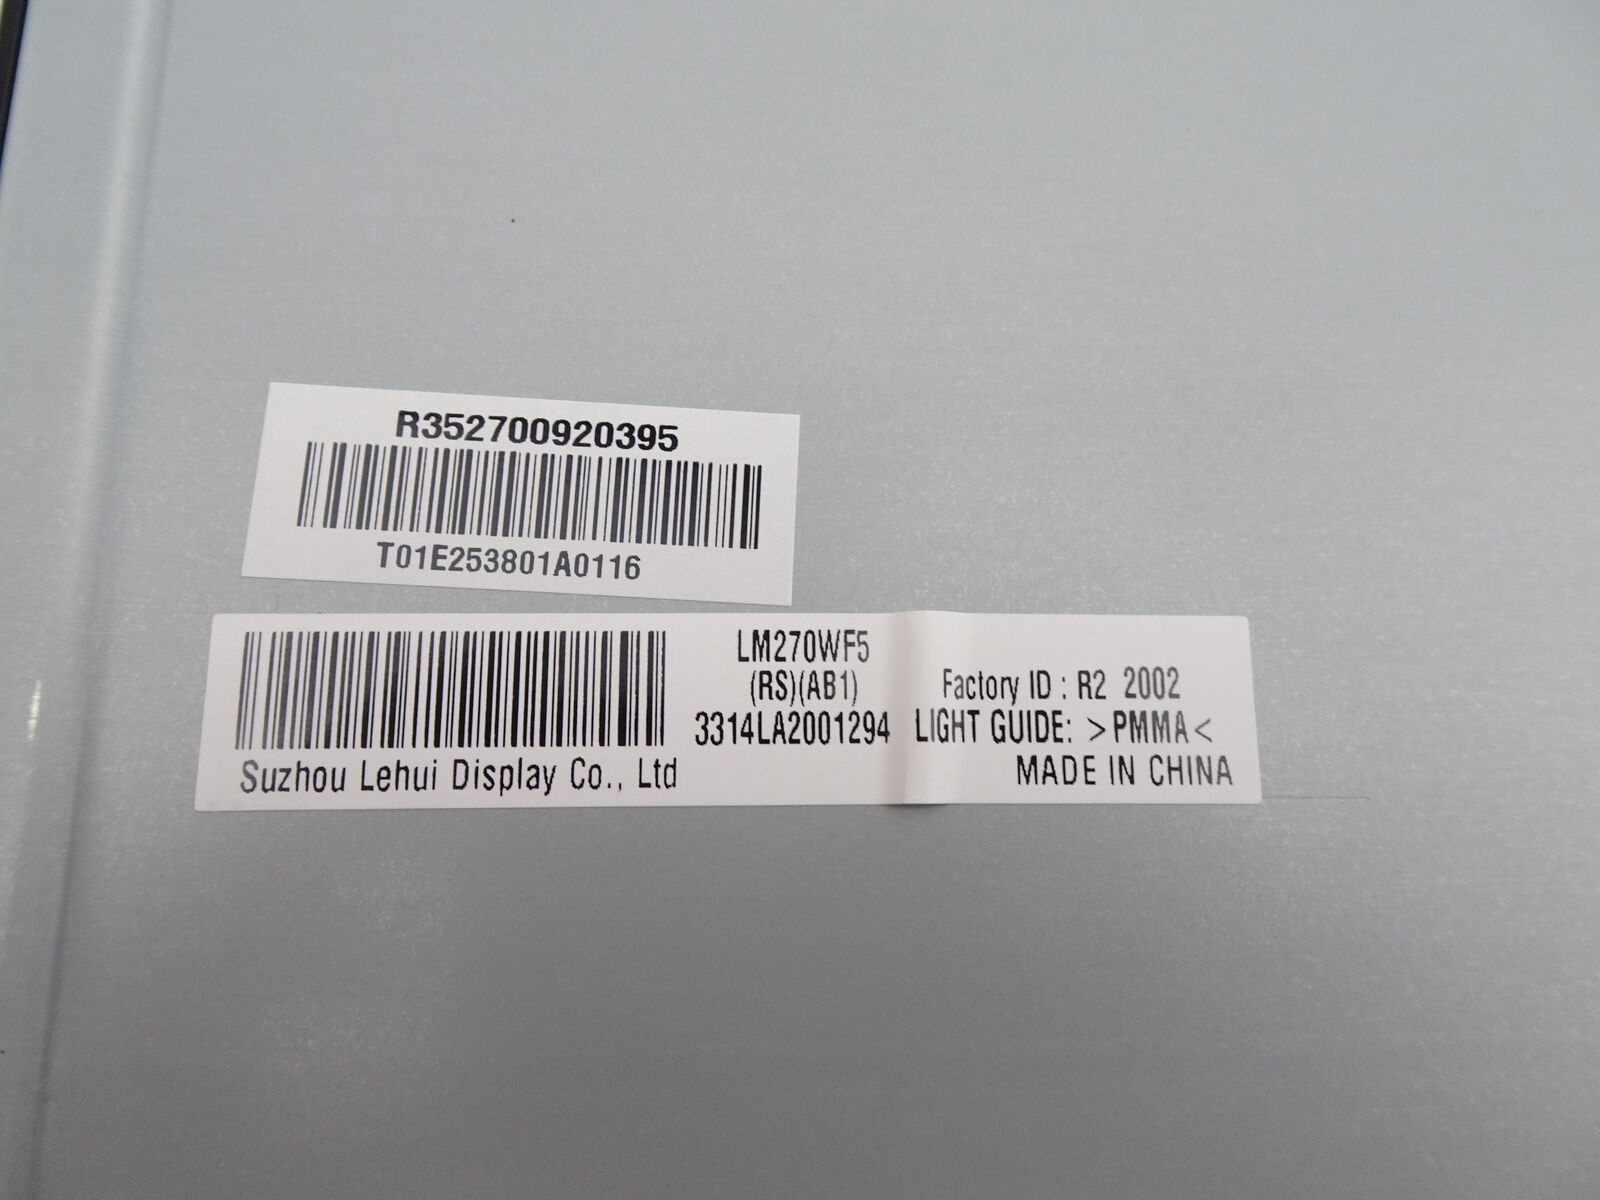 R352700920395
T01E253801A0116
LM270WF5
(RS)(AB1)
3314LA2001294
Suzhou Lehui Display Co., Ltd
Factory ID : R2 2002
LIGHT GUIDE: >PMMA<
MADE IN CHINA